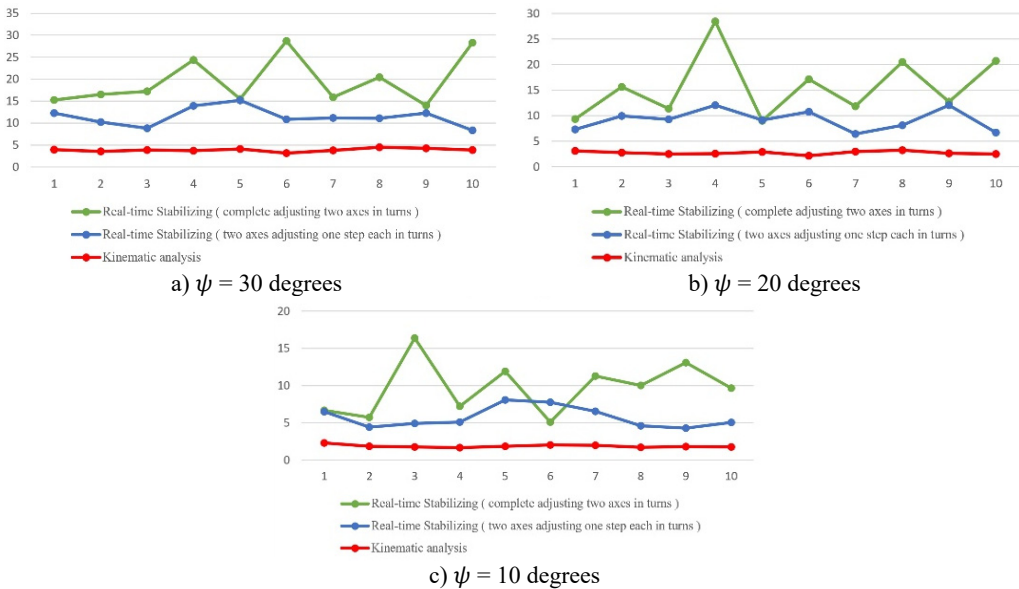 35
30
25
20
15
10
5
0
1 2 3 4 5 6 7 8 9 10
Real-time Stabilizing ( complete adjusting two axes in turns )
Real-time Stabilizing ( two axes adjusting one step each in turns )
Kinematic analysis
a) 𝜓 = 30 degrees
30
25
20
15
10
5
0
1 2 3 4 5 6 7 8 9 10
Real-time Stabilizing ( complete adjusting two axes in turns )
Real-time Stabilizing ( two axes adjusting one step each in turns )
Kinematic analysis
b) 𝜓 = 20 degrees
20
15
10
5
0
1 2 3 4 5 6 7 8 9 10
Real-time Stabilizing ( complete adjusting two axes in turns )
Real-time Stabilizing ( two axes adjusting one step each in turns )
Kinematic analysis
c) 𝜓 = 10 degrees